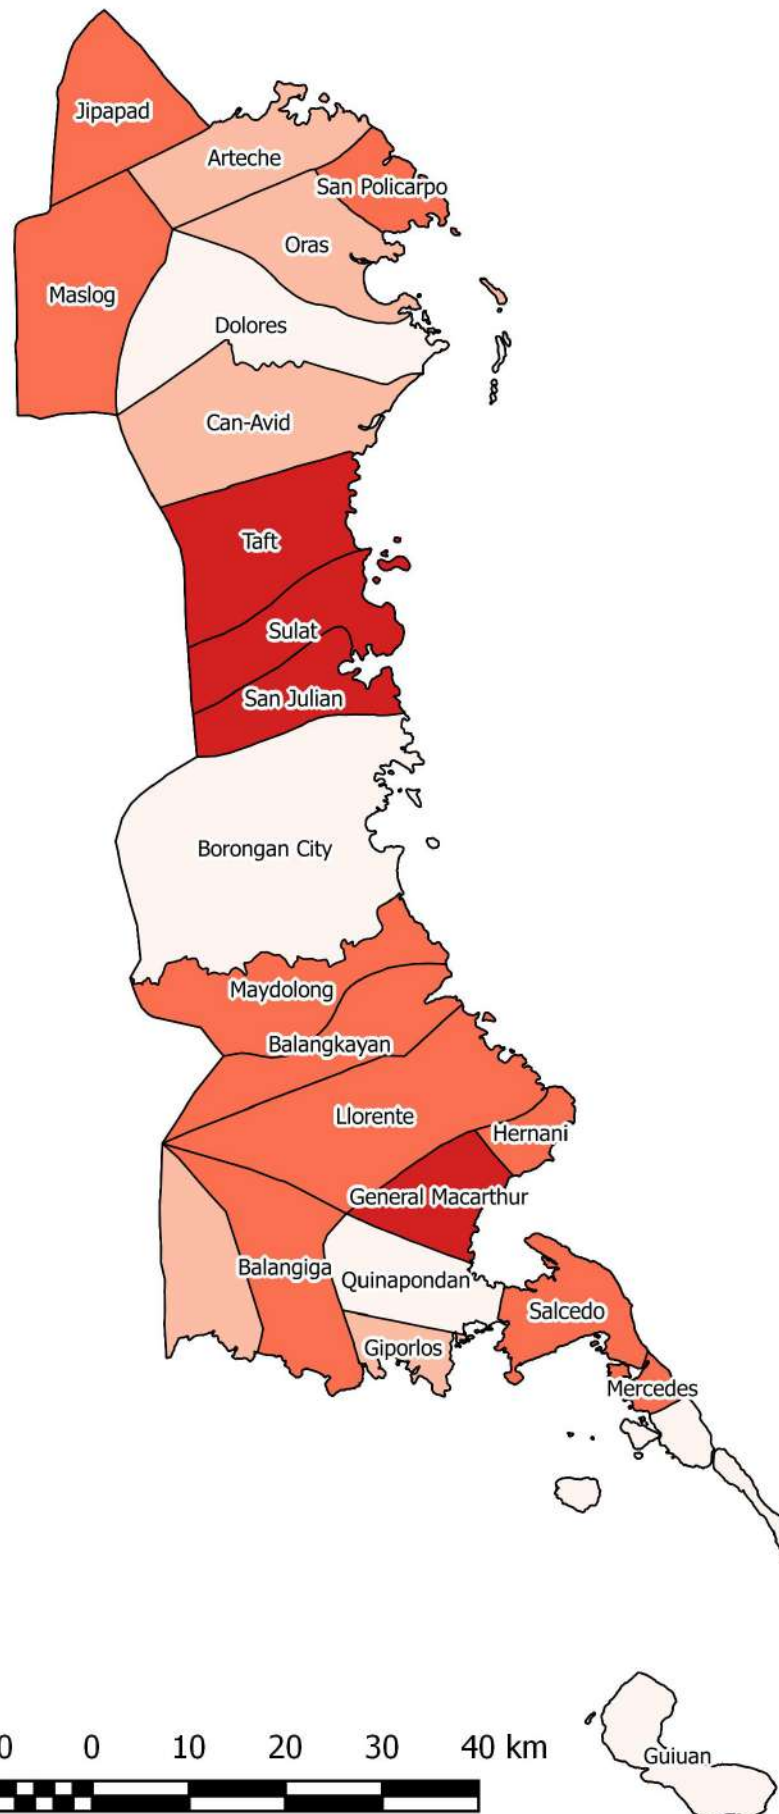 Jipapad
Arteche
San Policarpo
Oras
Maslog
Dolores
Can-Avid
Taft
Sulat
San Julian
Borongan City
Maydolong
Balangkayan
Llorente
Hernani
General Macarthur
Balangiga
Quinapondan
Salcedo
Giporlos
Mercedes
0 0 10 20 30 40 km
Guiuan